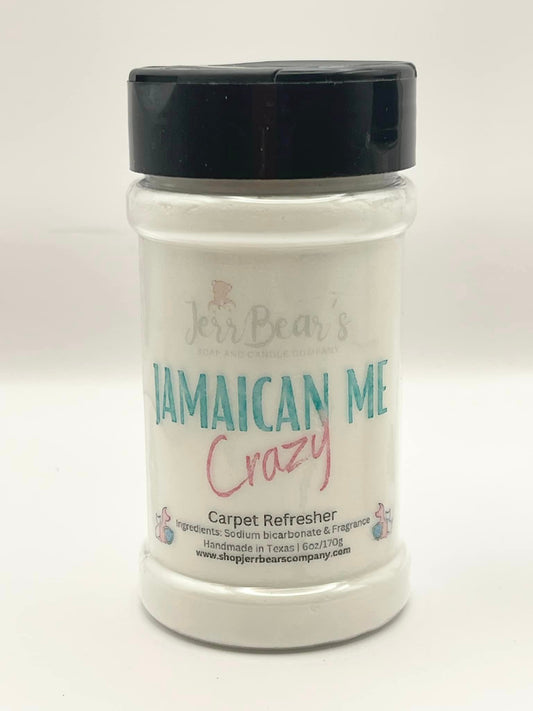 JerrBear's
SOAP AND CANDLE COMPANY
JAMAICAN ME
Crazy
Carpet Refresher
Ingredients: Sodium bicarbonate & Fragrance
Handmade in Texas | 6oz/170g
www.shopjerrbearscompany.com